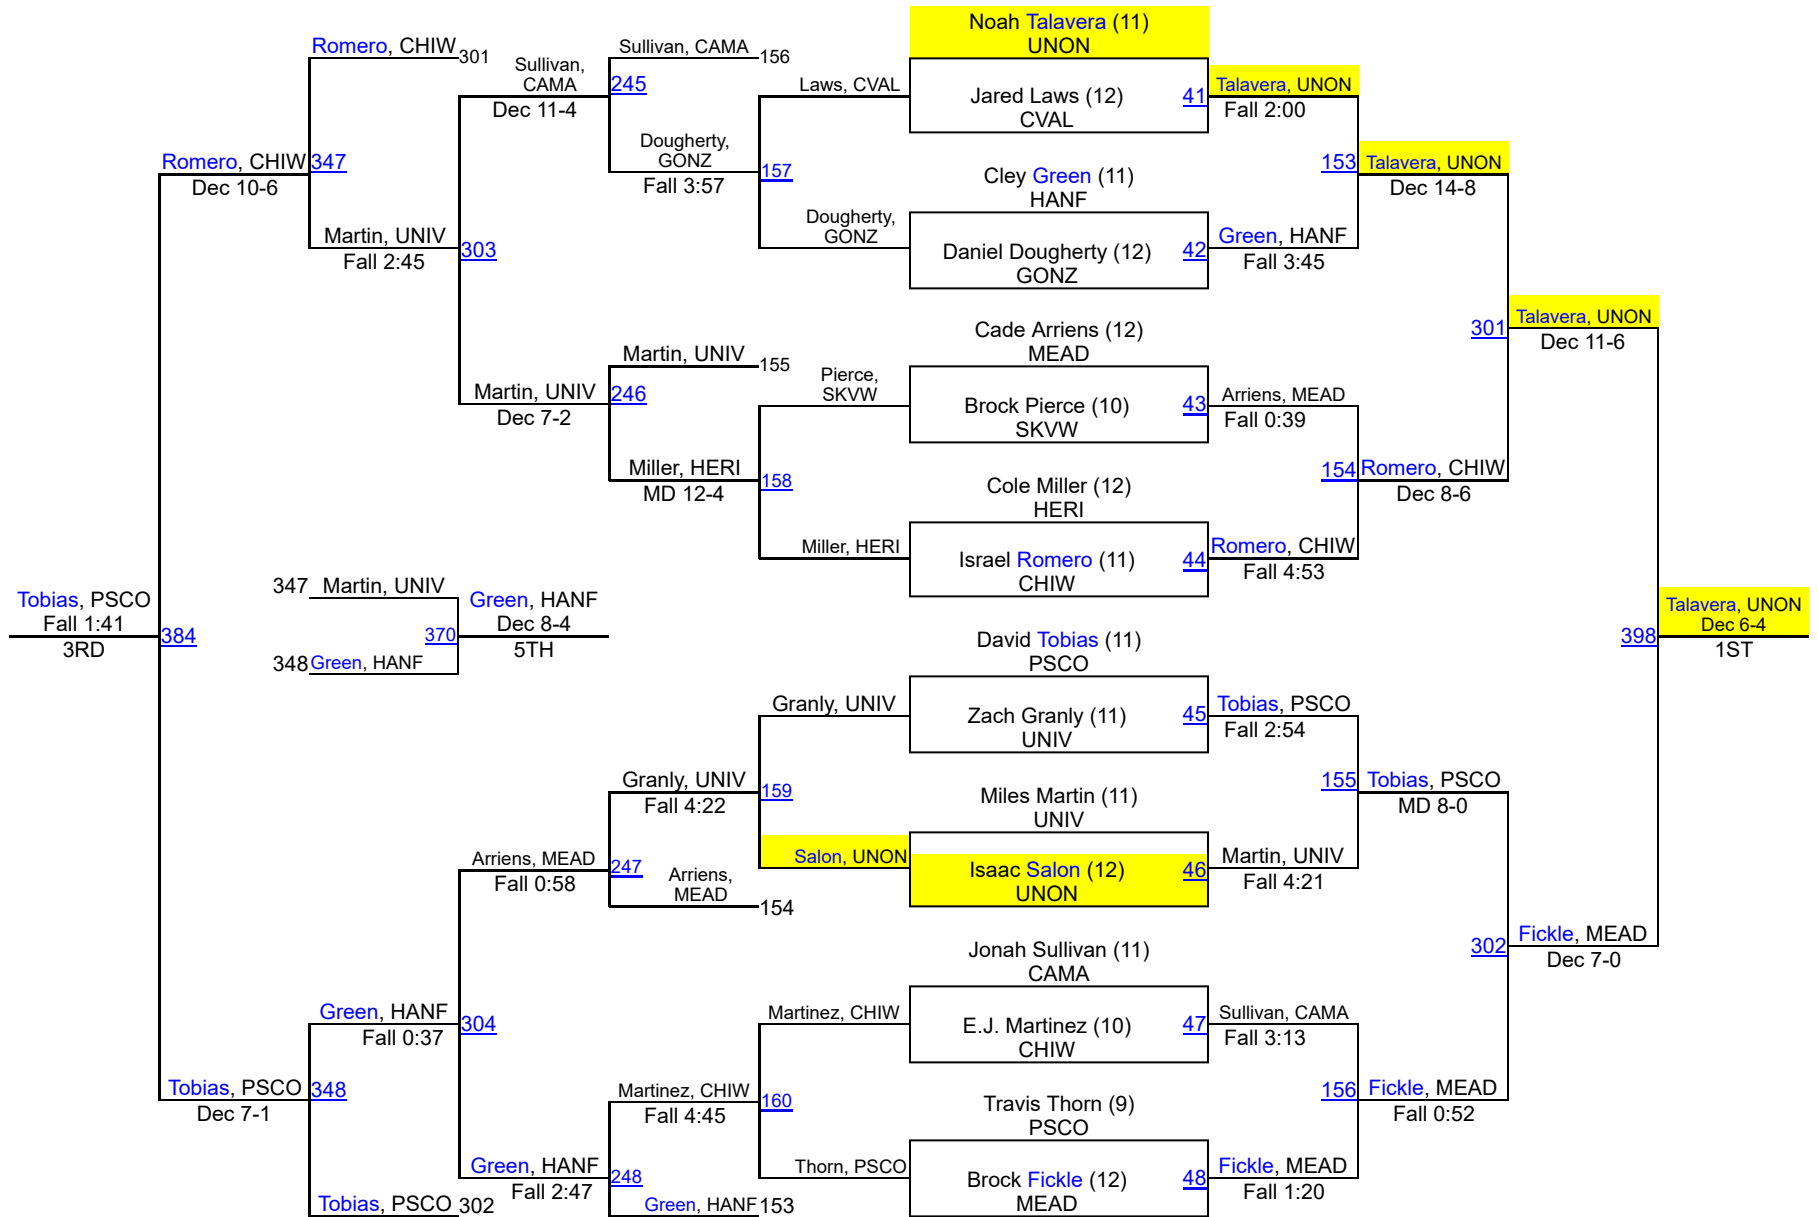 Noah Talavera (11)
UNON
Romero, CHIW
301
Sullivan, CAMA
156
Sullivan,
CAMA
245
Dec 11-4
Laws, CVAL
Jared Laws (12)
CVAL
41
Talavera, UNON
Fall 2:00
Dougherty,
GONZ
157
Fall 3:57
Romero, CHIW
347
Dec 10-6
Cley Green (11)
HANF
153
Talavera, UNON
Dec 14-8
Dougherty,
GONZ
Martin, UNIV
303
Fall 2:45
Daniel Dougherty (12)
GONZ
42
Green, HANF
Fall 3:45
Cade Arriens (12)
MEAD
301
Talavera, UNON
Dec 11-6
Martin, UNIV
155
Pierce,
SKVW
Martin, UNIV
246
Dec 7-2
Brock Pierce (10)
SKVW
43
Arriens, MEAD
Fall 0:39
Miller, HERI
158
MD 12-4
Cole Miller (12)
HERI
154
Romero, CHIW
Dec 8-6
Miller, HERI
Israel Romero (11)
CHIW
44
Romero, CHIW
Fall 4:53
347
Martin, UNIV
Tobias, PSCO
Fall 1:41
384
3RD
Green, HANF
370
Dec 8-4
5TH
348
Green, HANF
David Tobias (11)
PSCO
398
Talavera, UNON
Dec 6-4
1ST
Granly, UNIV
Zach Granly (11)
UNIV
45
Tobias, PSCO
Fall 2:54
Granly, UNIV
159
Fall 4:22
Miles Martin (11)
UNIV
155
Tobias, PSCO
MD 8-0
Arriens, MEAD
247
Fall 0:58
Arriens,
MEAD
154
Salon, UNON
Isaac Salon (12)
UNON
46
Martin, UNIV
Fall 4:21
Jonah Sullivan (11)
CAMA
302
Fickle, MEAD
Dec 7-0
Green, HANF
304
Fall 0:37
Martinez, CHIW
E.J. Martinez (10)
CHIW
47
Sullivan, CAMA
Fall 3:13
Tobias, PSCO
348
Dec 7-1
Martinez, CHIW
160
Fall 4:45
Travis Thorn (9)
PSCO
156
Fickle, MEAD
Fall 0:52
Green, HANF
248
Fall 2:47
Thorn, PSCO
Brock Fickle (12)
MEAD
48
Fickle, MEAD
Fall 1:20
Tobias, PSCO
302
Green, HANF
153